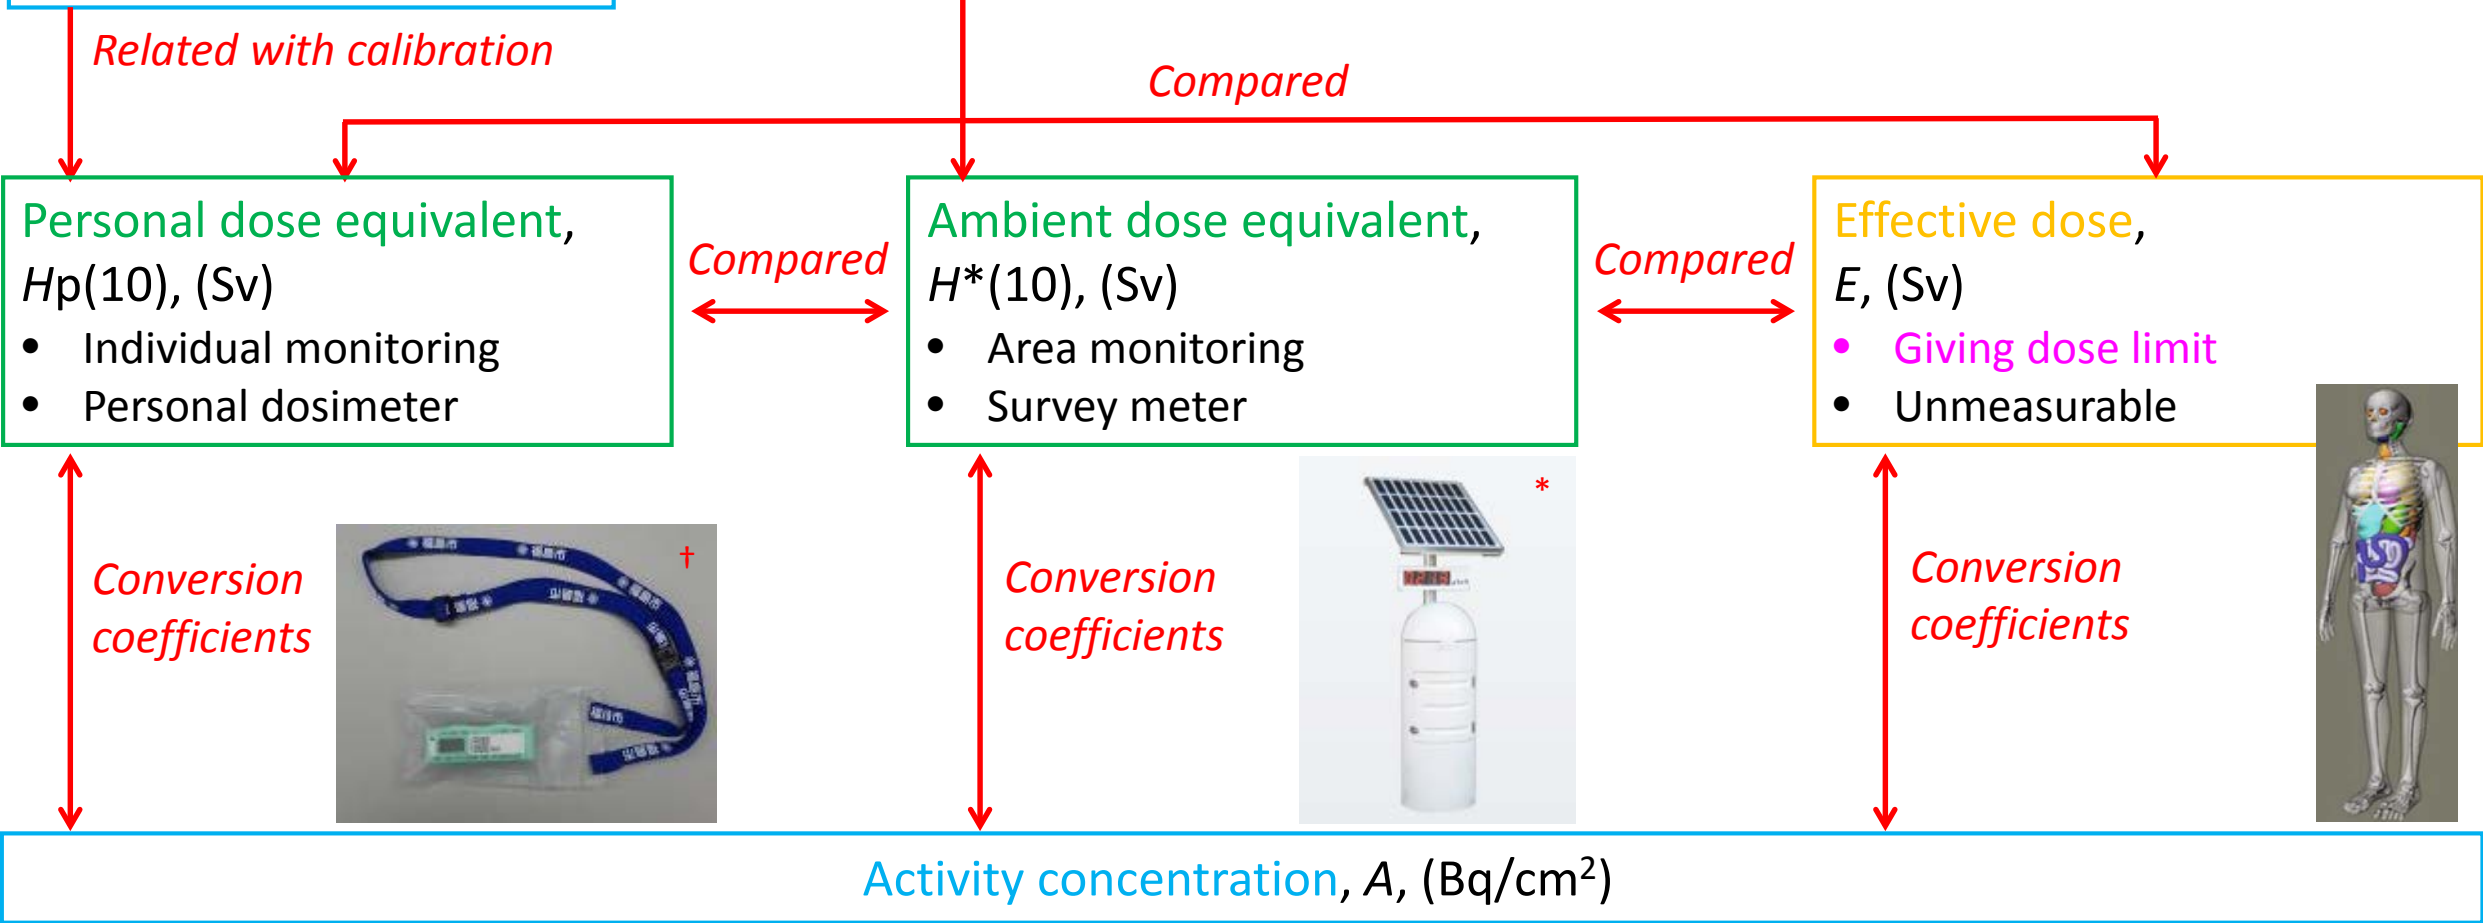 Related with calibration
Compared
Personal dose equivalent,
Hp(10), (Sv)
• Individual monitoring
• Personal dosimeter
Compared
Ambient dose equivalent,
H*(10), (Sv)
• Area monitoring
• Survey meter
Compared
Effective dose,
E, (Sv)
• Giving dose limit
• Unmeasurable
Conversion
coefficients
†
Conversion
coefficients
*
Conversion
coefficients
Activity concentration, A, (Bq/cm²)